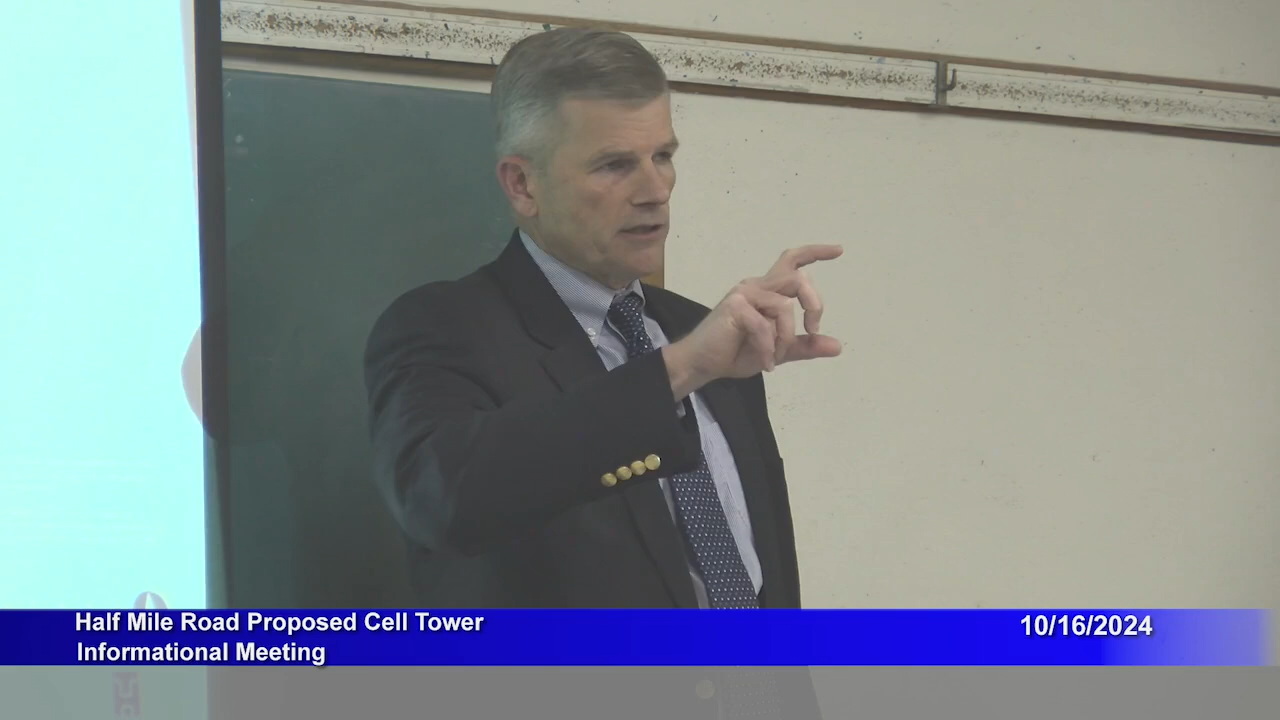 Half Mile Road Proposed Cell Tower
Informational Meeting
10/16/2024